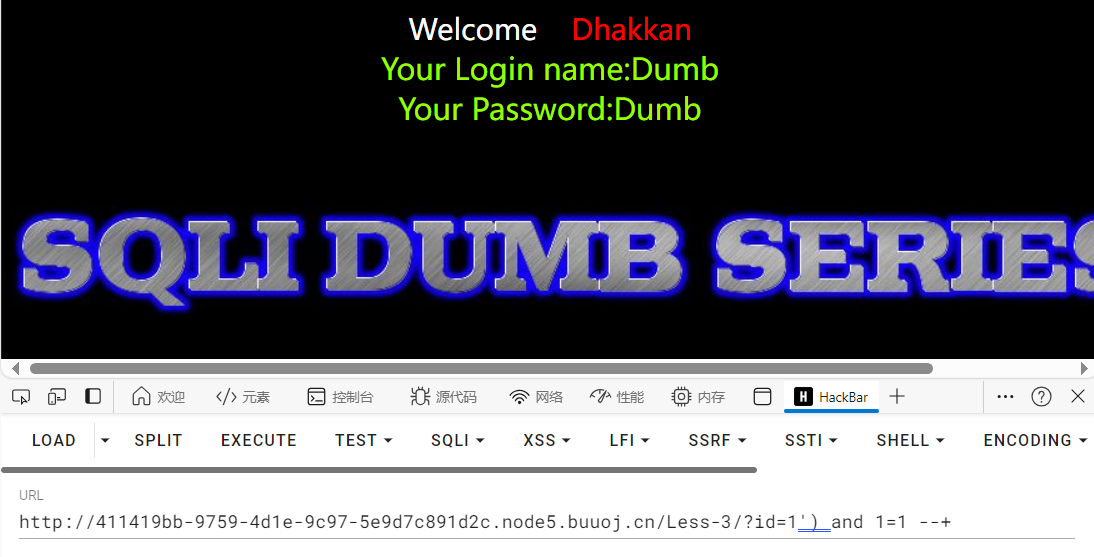 Welcome Dhakkan
Your Login name:Dumb
Your Password:Dumb
SQLI DUMB SERIES
欢迎 元素 控制台 源代码 网络 性能 内存 H HackBar
LOAD SPLIT EXECUTE TEST SQLI XSS LFI SSRF SSTI SHELL ENCODING
URL
http://411419bb-9759-4d1e-9c97-5e9d7c891d2c.node5.buuoj.cn/Less-3/?id=1') and 1=1 --+